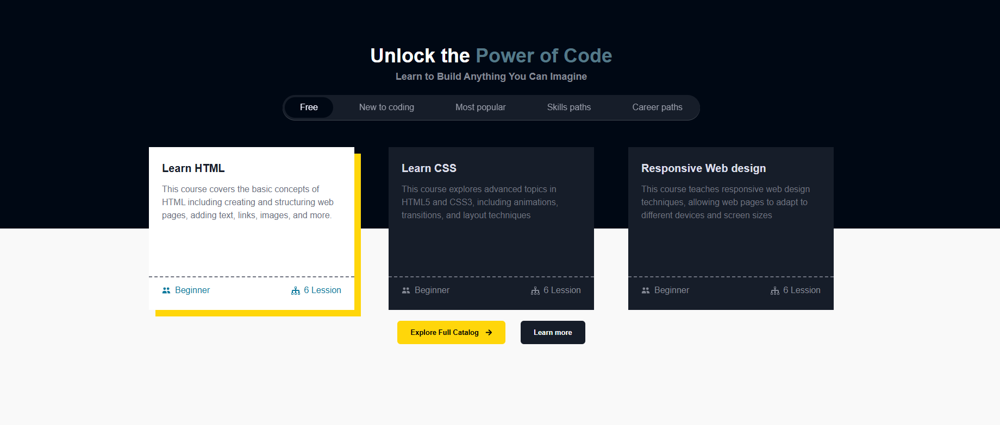 Unlock the Power of Code
Learn to Build Anything You Can Imagine
Free New to coding Most popular Skills paths Career paths
Learn HTML
This course covers the basic concepts of
HTML including creating and structuring web
pages, adding text, links, images, and more.
Beginner 6 Lession
Learn CSS
This course explores advanced topics in
HTML5 and CSS3, including animations,
transitions, and layout techniques
Beginner 6 Lession
Responsive Web design
This course teaches responsive web design
techniques, allowing web pages to adapt to
different devices and screen sizes
Beginner 6 Lession
Explore Full Catalog Learn more